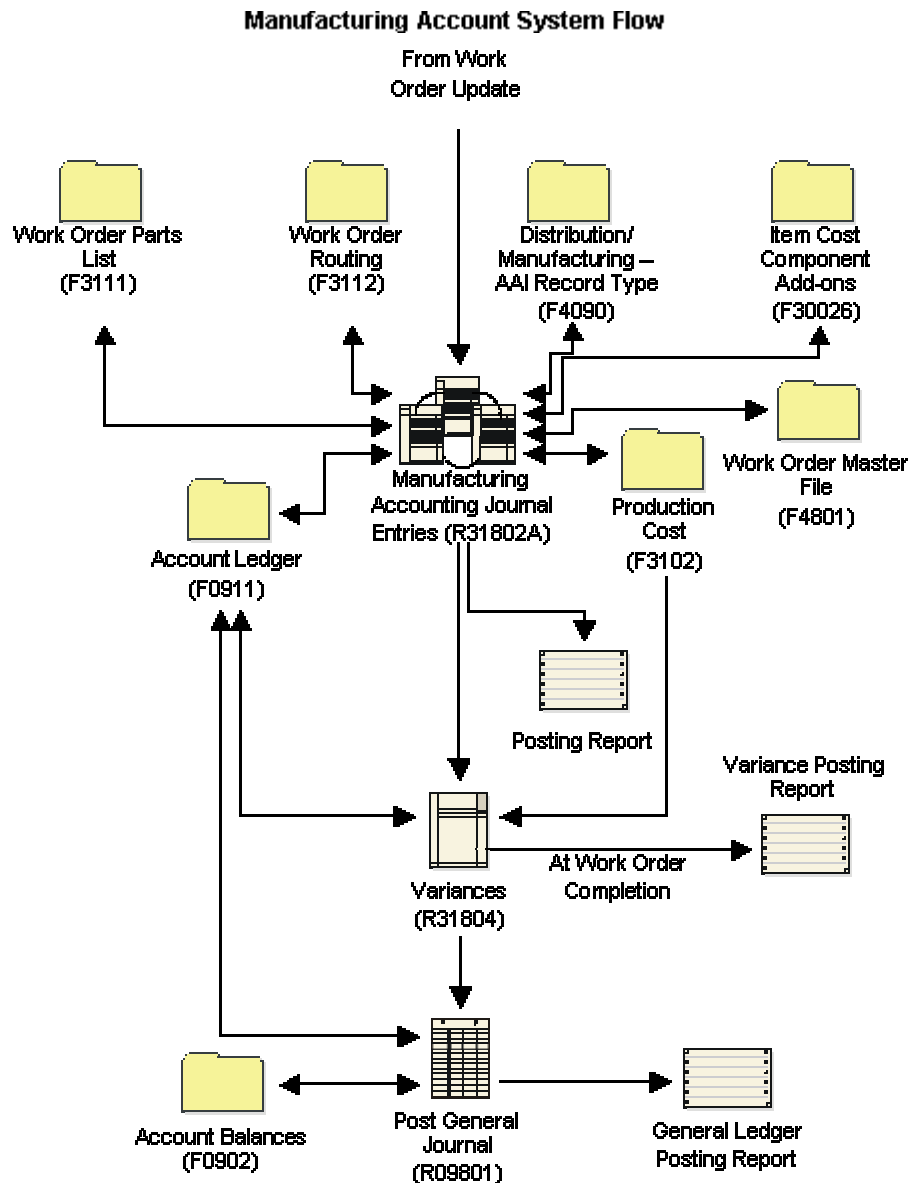 Manufacturing Account System Flow
From Work
Order Update
Work Order Parts
List
(F3111)
Work Order
Routing
(F3112)
Distribution/
Manufacturing –
AAI Record Type
(F4090)
Item Cost
Component
Add-ons
(F30026)
Manufacturing
Accounting Journal
Entries (R31802A)
Production
Cost
(F3102)
Work Order Master
File
(F4801)
Account Ledger
(F0911)
Posting Report
Variance Posting
Report
At Work Order
Completion
Variances
(R31804)
Account Balances
(F0902)
Post General
Journal
(R09801)
General Ledger
Posting Report